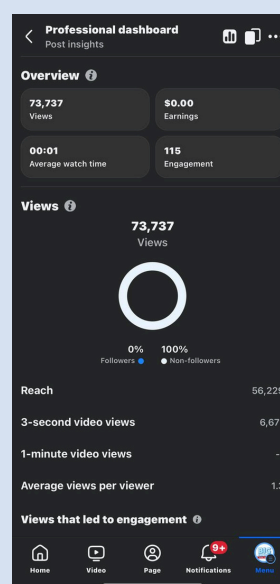 Professional dashboard
Post insights
Overview
73,737
Views
$0.00
Earnings
00:01
Average watch time
115
Engagement
Views
73,737
Views
0%
Followers
100%
Non-followers
Reach 56,229
3-second video views 6,67
1-minute video views -
Average views per viewer 1.3
Views that led to engagement
9+
Home Video Page Notifications Menu